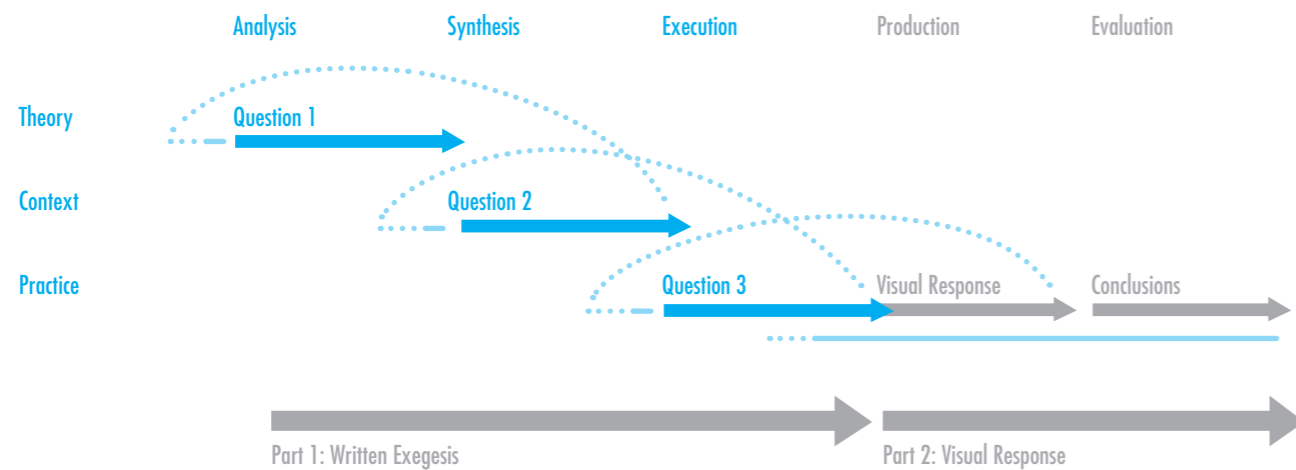 Analysis Synthesis Execution Production Evaluation
Theory Question 1
Context Question 2
Practice Question 3 Visual Response Conclusions
Part 1: Written Exegesis Part 2: Visual Response